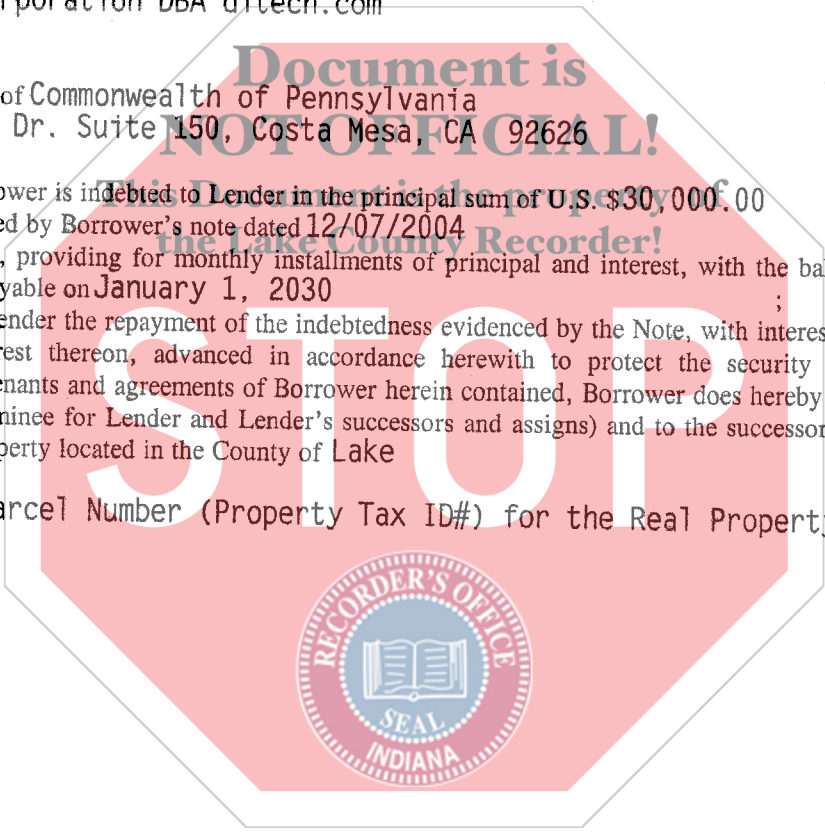 rporation DBA ditech.com
Document is
of Commonwealth of Pennsylvania
Dr. Suite 150, Costa Mesa, CA 92626
NOT OFFICIAL!
ower is indebted to Lender in the principal sum of U.S. $30,000.00
This Document is the property of
ed by Borrower's note dated 12/07/2004
the Lake County Recorder!
, providing for monthly installments of principal and interest, with the ba
yable on January 1, 2030
;
ender the repayment of the indebtedness evidenced by the Note, with interes
rest thereon, advanced in accordance herewith to protect the security
enants and agreements of Borrower herein contained, Borrower does hereby
ninee for Lender and Lender's successors and assigns) and to the successor
perty located in the County of Lake
STOP
arcel Number (Property Tax ID#) for the Real Property
RECORDER'S OFFICE
SEAL
INDIANA